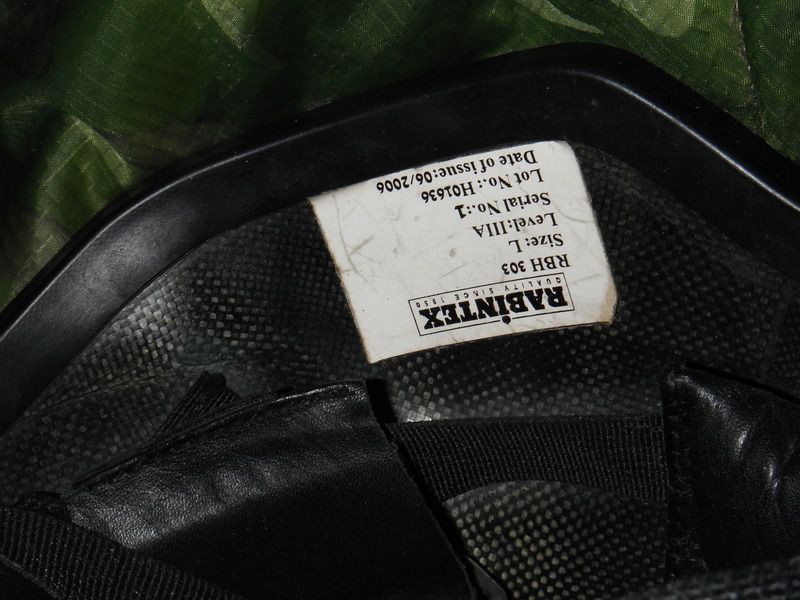 RABiNTEX
QUALITY SINCE 1950
RBH 303
Size: L
Level:IIIA
Serial No.:1
Lot No.: H01636
Date of issue:06/2006